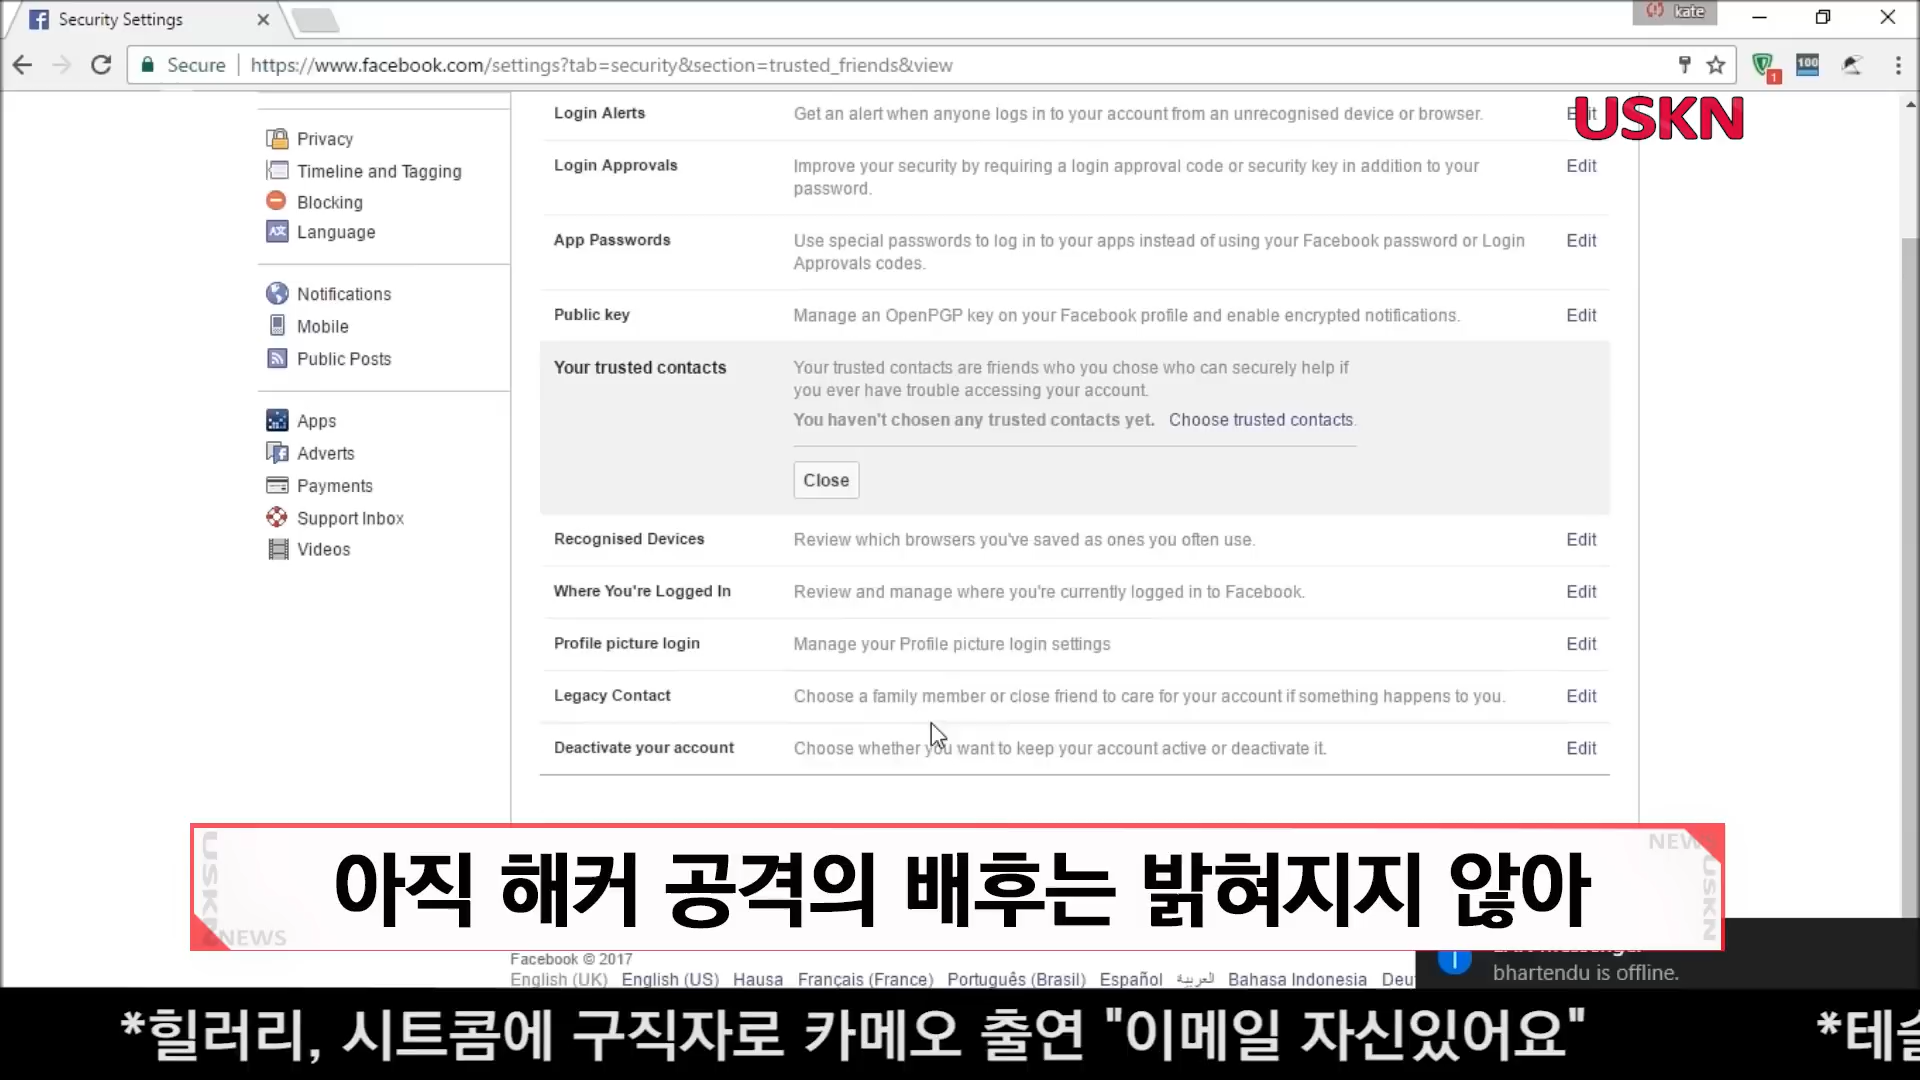 Security Settings
kate
Secure
https://www.facebook.com/settings?tab=security&section=trusted_friends&view
1
100
USKN
Login Alerts
Get an alert when anyone logs in to your account from an unrecognised device or browser.
Privacy
Timeline and Tagging
Blocking
Language
Login Approvals
Improve your security by requiring a login approval code or security key in addition to your
password.
Edit
App Passwords
Use special passwords to log in to your apps instead of using your Facebook password or Login
Approvals codes.
Edit
Notifications
Mobile
Public Posts
Public key
Manage an OpenPGP key on your Facebook profile and enable encrypted notifications.
Edit
Your trusted contacts
Your trusted contacts are friends who you chose who can securely help if
you ever have trouble accessing your account.
You haven't chosen any trusted contacts yet. Choose trusted contacts.
Close
Apps
Adverts
Payments
Support Inbox
Videos
Recognised Devices
Review which browsers you've saved as ones you often use.
Edit
Where You're Logged In
Review and manage where you're currently logged in to Facebook.
Edit
Profile picture login
Manage your Profile picture login settings
Edit
Legacy Contact
Choose a family member or close friend to care for your account if something happens to you.
Edit
Deactivate your account
Choose whether you want to keep your account active or deactivate it.
Edit
USKN
NEWS
아직 해커 공격의 배후는 밝혀지지 않아
NEWS
USKN
Facebook © 2017
English (UK) English (US) Hausa Français (France) Português (Brasil) Español العربية Bahasa Indonesia
bhartendu is offline.
*힐러리, 시트콤에 구직자로 카메오 출연 "이메일 자신있어요"